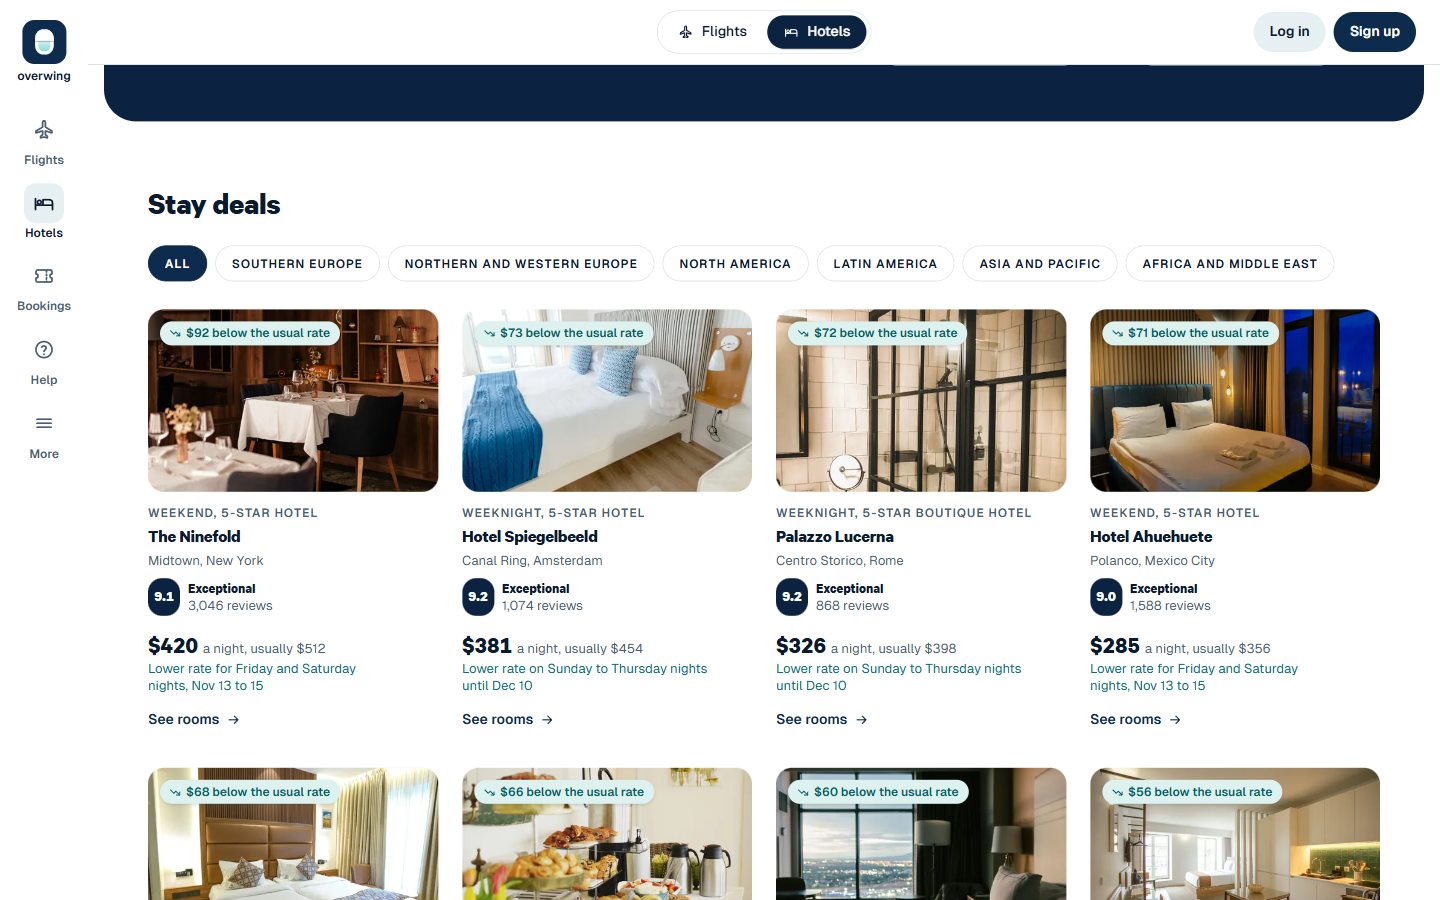 overwing
Flights
Hotels
Log in
Sign up
Flights
Hotels
Bookings
Help
More
Stay deals
ALL
SOUTHERN EUROPE
NORTHERN AND WESTERN EUROPE
NORTH AMERICA
LATIN AMERICA
ASIA AND PACIFIC
AFRICA AND MIDDLE EAST
$92 below the usual rate
WEEKEND, 5-STAR HOTEL
The Ninefold
Midtown, New York
9.1
Exceptional
3,046 reviews
$420 a night, usually $512
Lower rate for Friday and Saturday
nights, Nov 13 to 15
See rooms
$73 below the usual rate
WEEKNIGHT, 5-STAR HOTEL
Hotel Spiegelbeeld
Canal Ring, Amsterdam
9.2
Exceptional
1,074 reviews
$381 a night, usually $454
Lower rate on Sunday to Thursday nights
until Dec 10
See rooms
$72 below the usual rate
WEEKNIGHT, 5-STAR BOUTIQUE HOTEL
Palazzo Lucerna
Centro Storico, Rome
9.2
Exceptional
868 reviews
$326 a night, usually $398
Lower rate on Sunday to Thursday nights
until Dec 10
See rooms
$71 below the usual rate
WEEKEND, 5-STAR HOTEL
Hotel Ahuehuete
Polanco, Mexico City
9.0
Exceptional
1,588 reviews
$285 a night, usually $356
Lower rate for Friday and Saturday
nights, Nov 13 to 15
See rooms
$68 below the usual rate
$66 below the usual rate
$60 below the usual rate
$56 below the usual rate